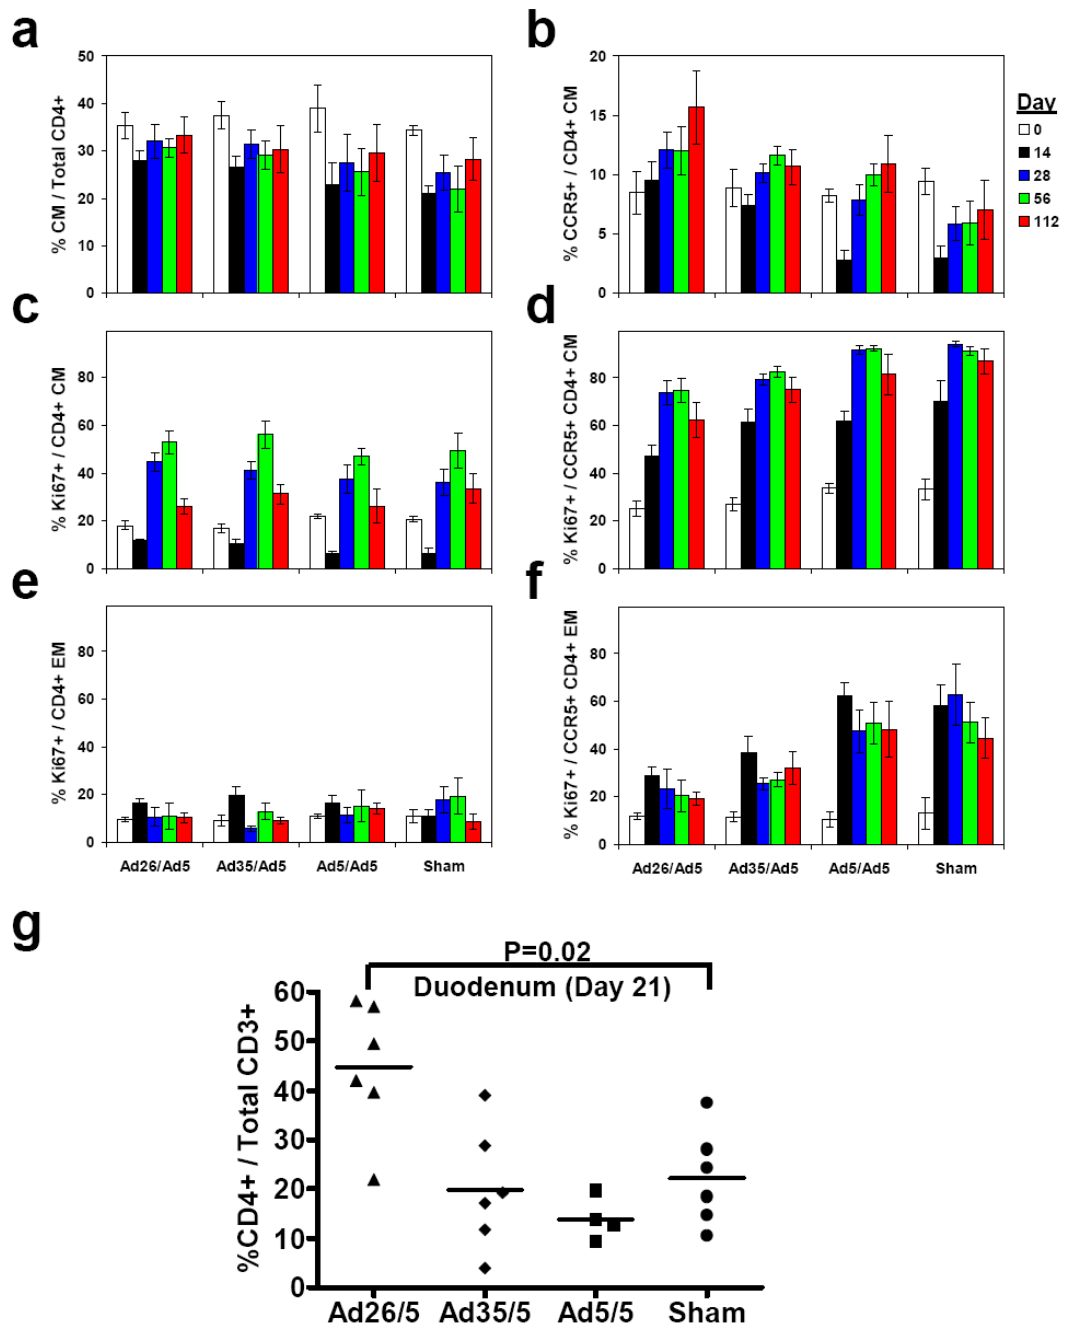 a
% CM / Total CD4+
50
40
30
20
10
0
b
% CCR5+ / CD4+ CM
20
15
10
5
0
Day
0
14
28
56
112
c
% Ki67+ / CD4+ CM
80
60
40
20
0
d
% Ki67+ / CCR5+ CD4+ CM
80
60
40
20
0
e
% Ki67+ / CD4+ EM
80
60
40
20
0
Ad26/Ad5 Ad35/Ad5 Ad5/Ad5 Sham
f
% Ki67+ / CCR5+ CD4+ EM
80
60
40
20
0
Ad26/Ad5 Ad35/Ad5 Ad5/Ad5 Sham
g
P=0.02
Duodenum (Day 21)
%CD4+ / Total CD3+
60
50
40
30
20
10
0
Ad26/5 Ad35/5 Ad5/5 Sham